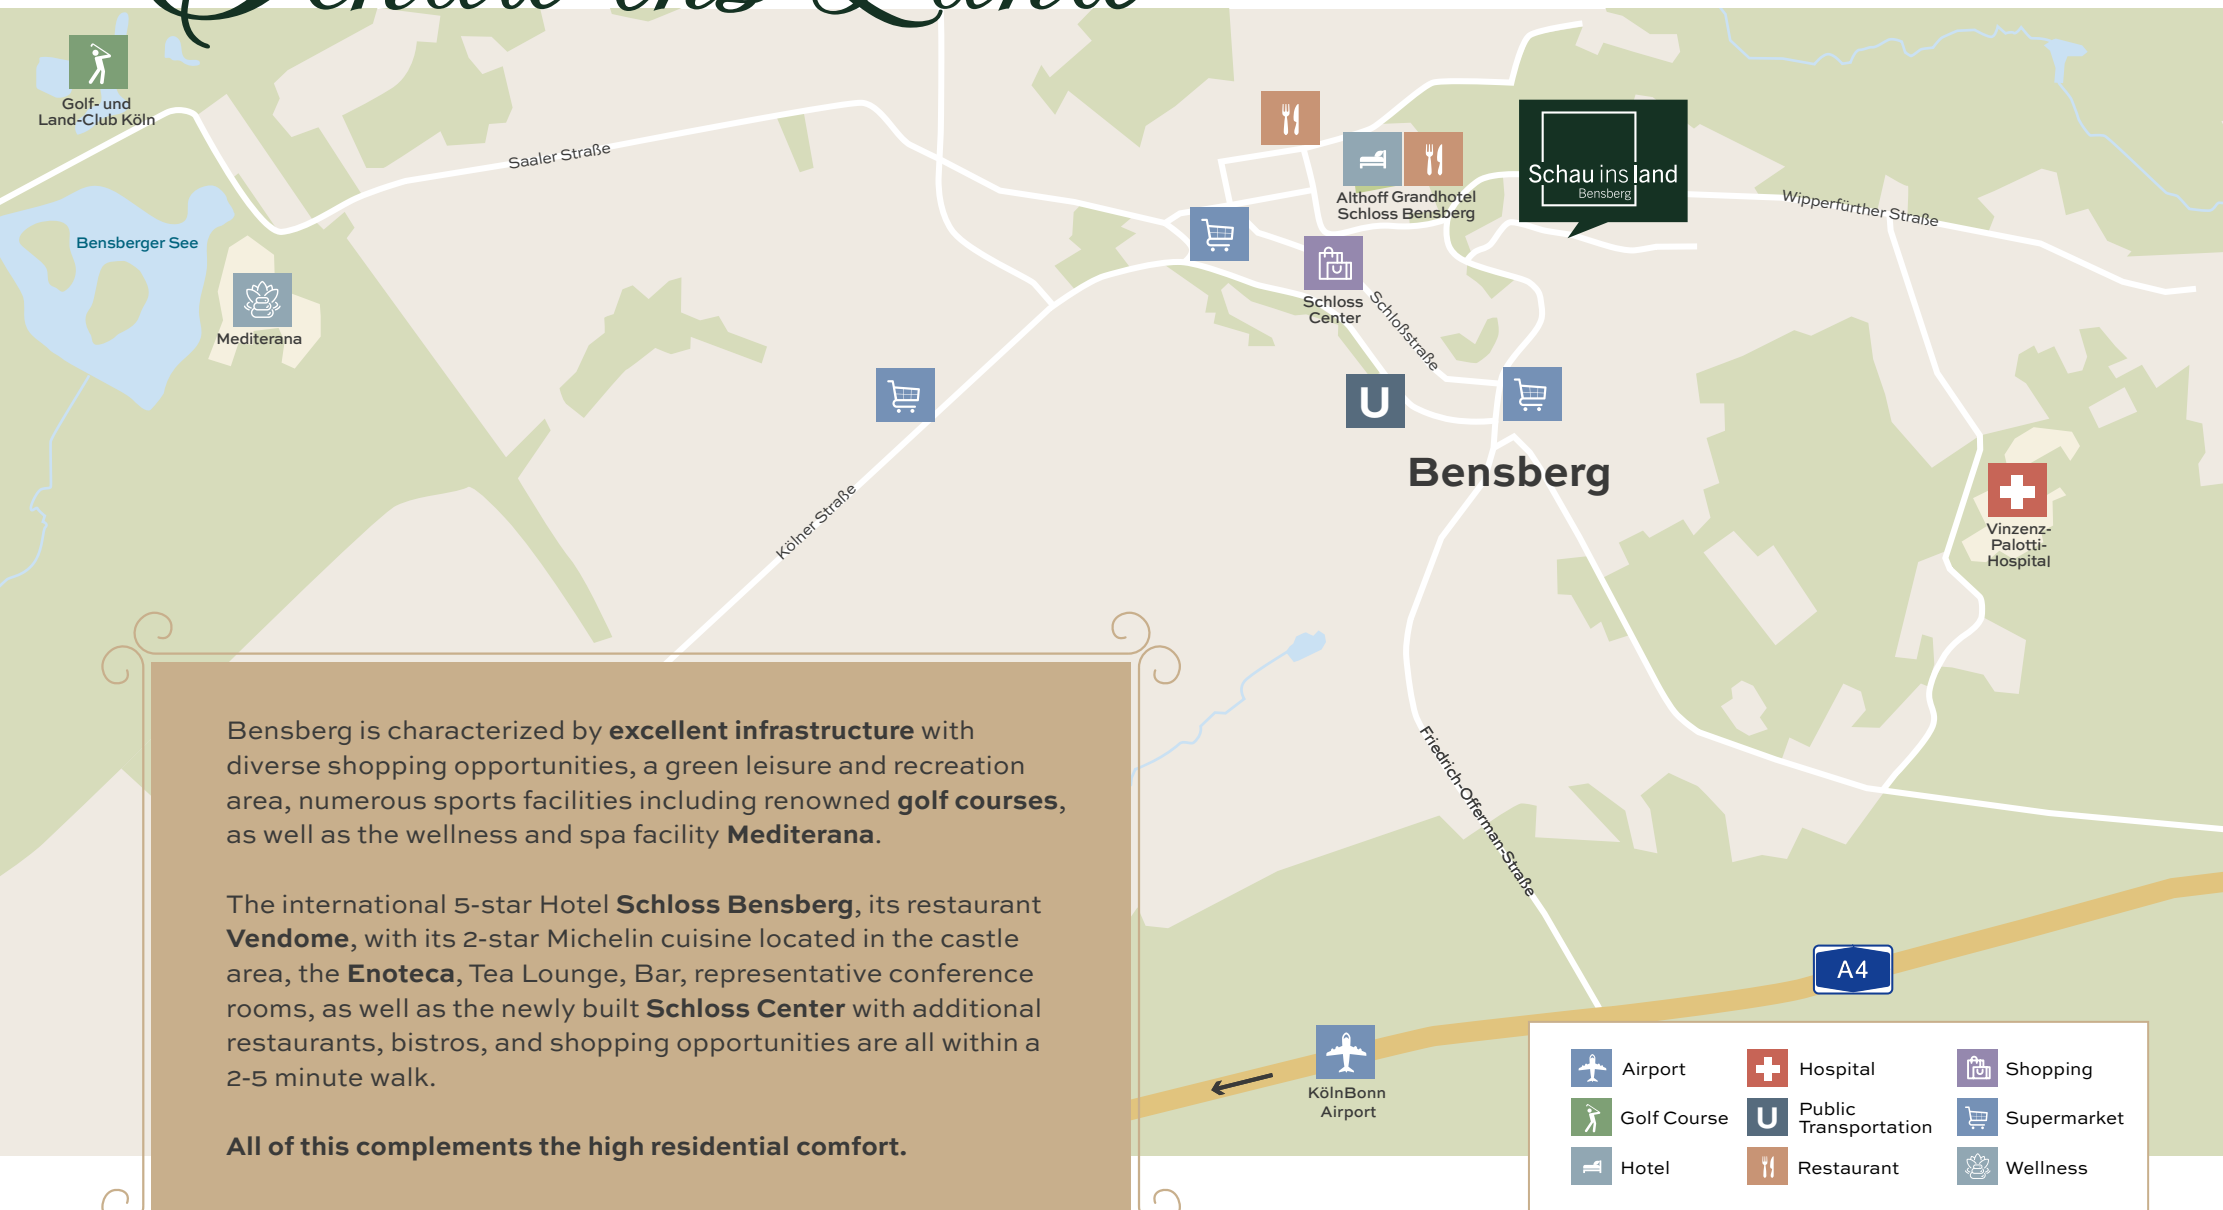 Schau ins Land
Golf- und
Land-Club Köln
Saaler Straße
Bensberger See
Mediterana
Althoff Grandhotel
Schloss Bensberg
Schau ins land
Bensberg
Wipperfürther Straße
Schloss
Center
Schloßstraße
U
Bensberg
Kölner Straße
Vinzenz-
Palotti-
Hospital
Friedrich-Offerman-Straße
A4
KölnBonn
Airport
Bensberg is characterized by excellent infrastructure with
diverse shopping opportunities, a green leisure and recreation
area, numerous sports facilities including renowned golf courses,
as well as the wellness and spa facility Mediterana.
The international 5-star Hotel Schloss Bensberg, its restaurant
Vendome, with its 2-star Michelin cuisine located in the castle
area, the Enoteca, Tea Lounge, Bar, representative conference
rooms, as well as the newly built Schloss Center with additional
restaurants, bistros, and shopping opportunities are all within a
2-5 minute walk.
All of this complements the high residential comfort.
Airport
Golf Course
Hotel
Hospital
U
Public
Transportation
Restaurant
Shopping
Supermarket
Wellness